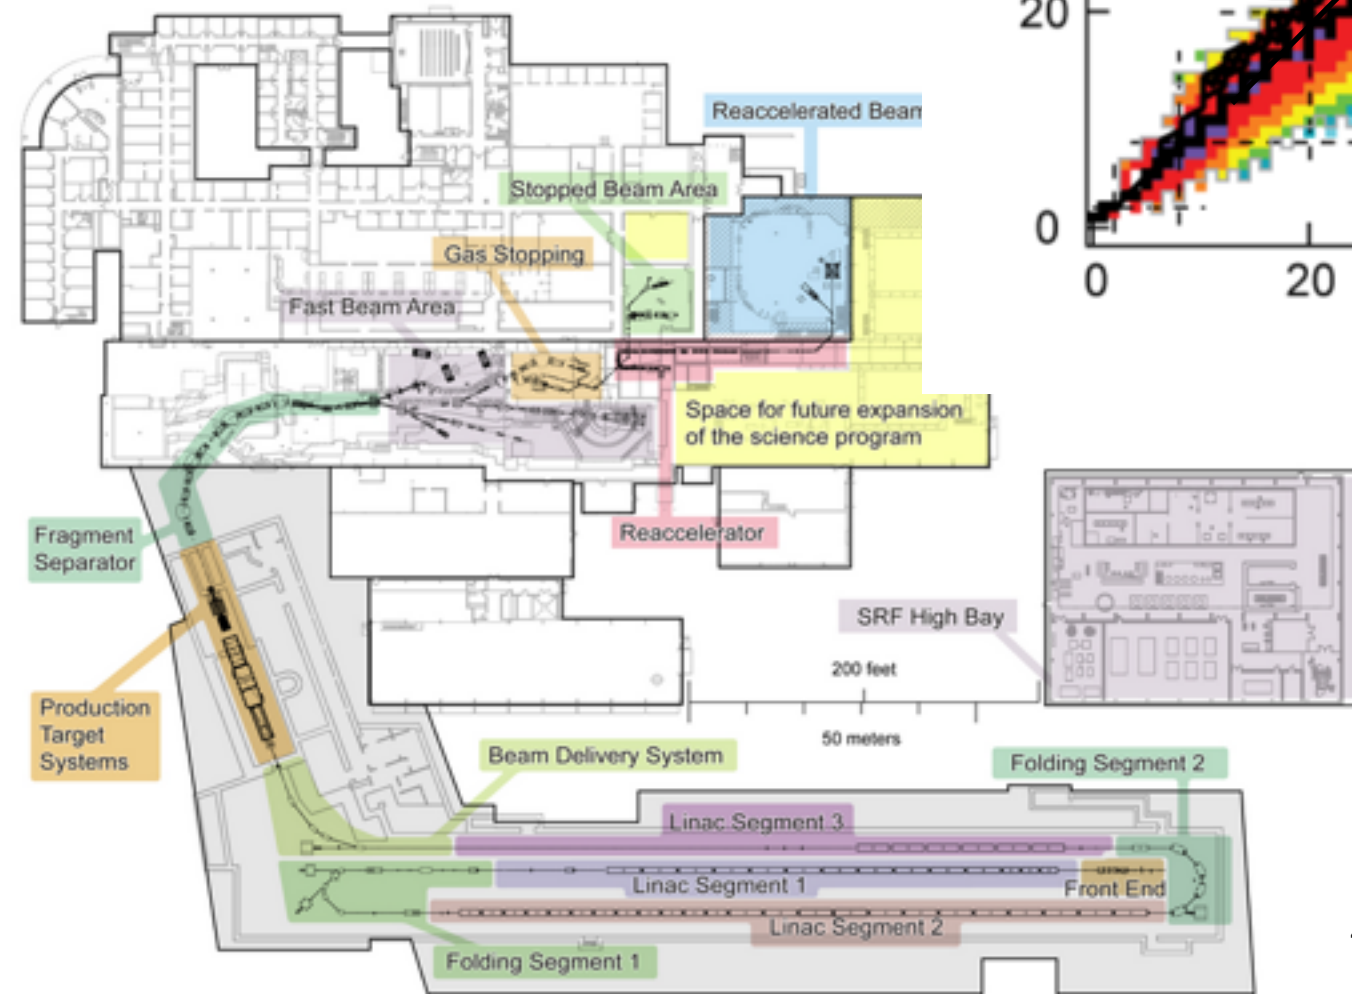 20
0
0
20
Reaccelerated Beam
Stopped Beam Area
Gas Stopping
Fast Beam Area
Space for future expansion
of the science program
Reaccelerator
Fragment
Separator
SRF High Bay
200 feet
50 meters
Production
Target
Systems
Beam Delivery System
Folding Segment 2
Linac Segment 3
Linac Segment 1
Front End
Linac Segment 2
Folding Segment 1